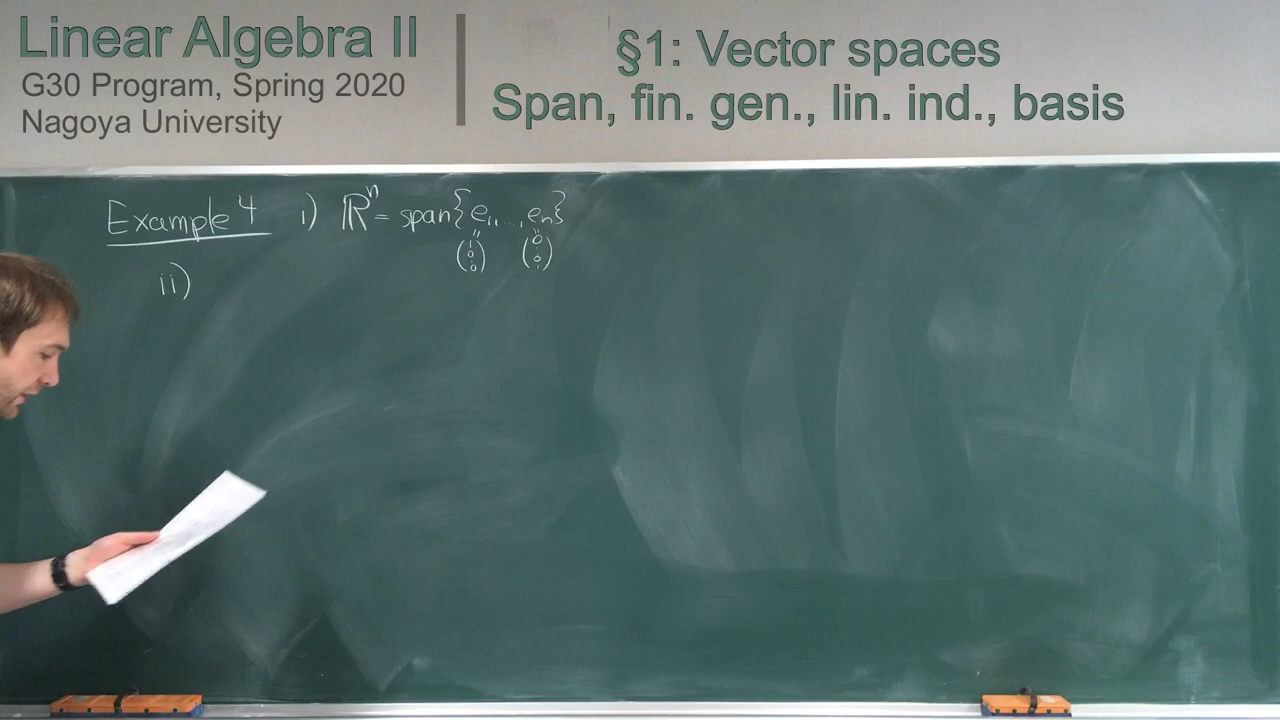 Linear Algebra II
G30 Program, Spring 2020
Nagoya University
§1: Vector spaces
Span, fin. gen., lin. ind., basis
Example 4 i) ℝⁿ = span{e₁,...,eₙ}
ii)